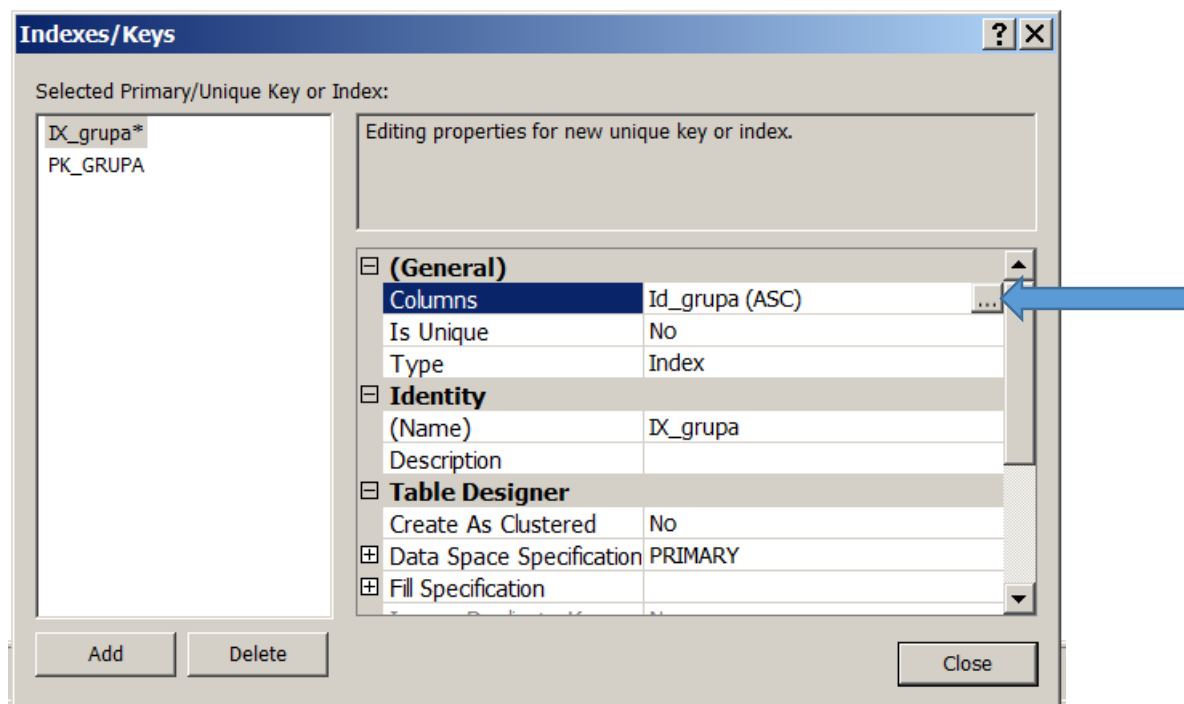 Indexes/Keys
Selected Primary/Unique Key or Index:
IX_grupa*
PK_GRUPA
Editing properties for new unique key or index.
(General)
Columns Id_grupa (ASC) ...
Is Unique No
Type Index
Identity
(Name) IX_grupa
Description
Table Designer
Create As Clustered No
Data Space Specification PRIMARY
Fill Specification
Add Delete
Close